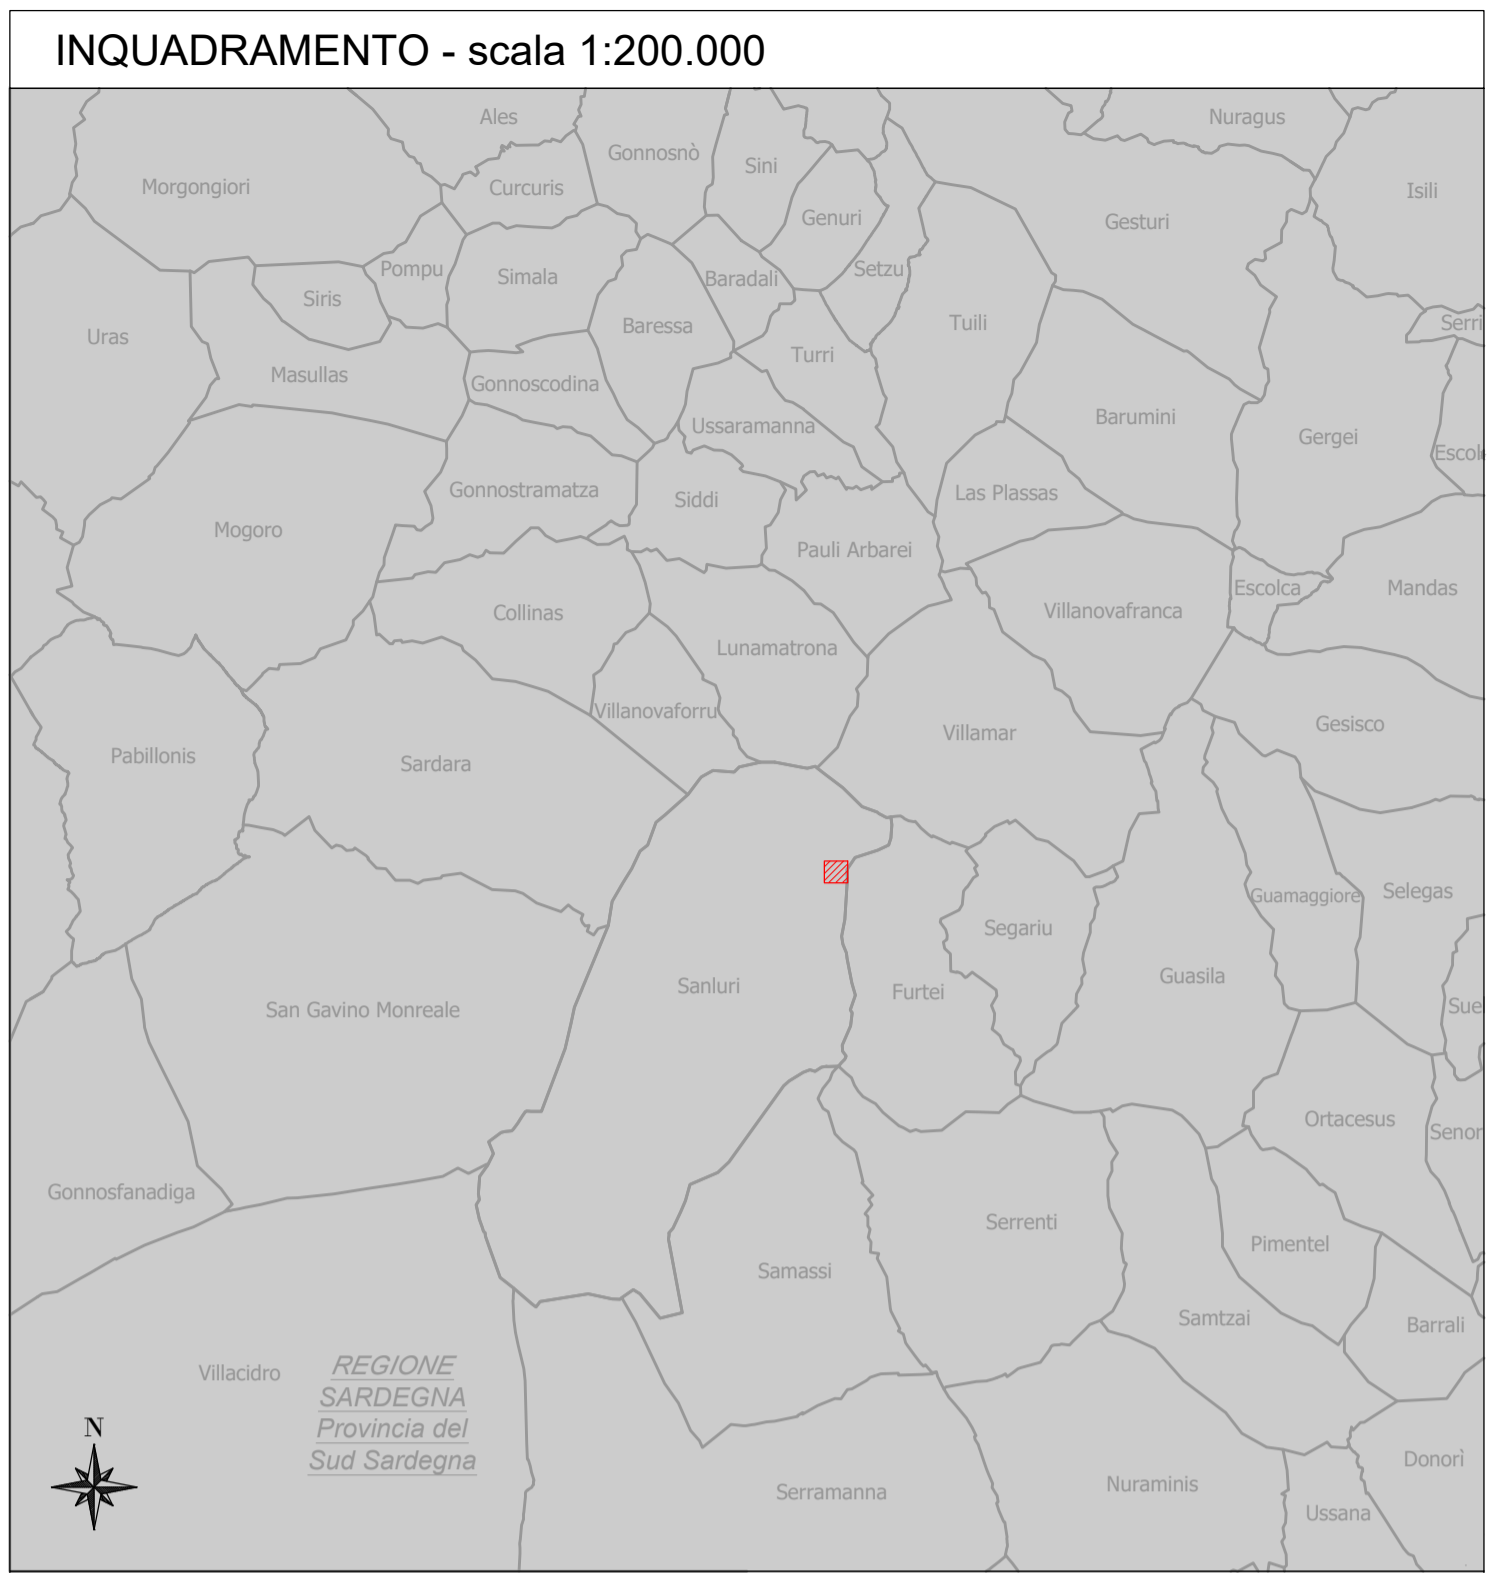 INQUADRAMENTO - scala 1:200.000
Ales
Nuragus
Gonnosnò
Sini
Morgongiori
Curcuris
Isili
Genuri
Gesturi
Pompu
Simala
Baradali
Setzu
Siris
Uras
Baressa
Tuili
Serri
Turri
Masullas
Gonnoscodina
Ussaramanna
Barumini
Gergei
Escol
Gonnostramatza
Siddi
Las Plassas
Mogoro
Pauli Arbarei
Escolca
Mandas
Collinas
Villanovafranca
Lunamatrona
Villanovaforru
Gesisco
Villamar
Pabillonis
Sardara
Selegas
Guamaggiore
Segariu
Guasila
Sanluri
Furtei
San Gavino Monreale
Sue
Ortacesus
Senor
Gonnosfanadiga
Serrenti
Pimentel
Samassi
Samtzai
Barrali
Villacidro
REGIONE
SARDEGNA
Provincia del
Sud Sardegna
N
Donorì
Nuraminis
Serramanna
Ussana